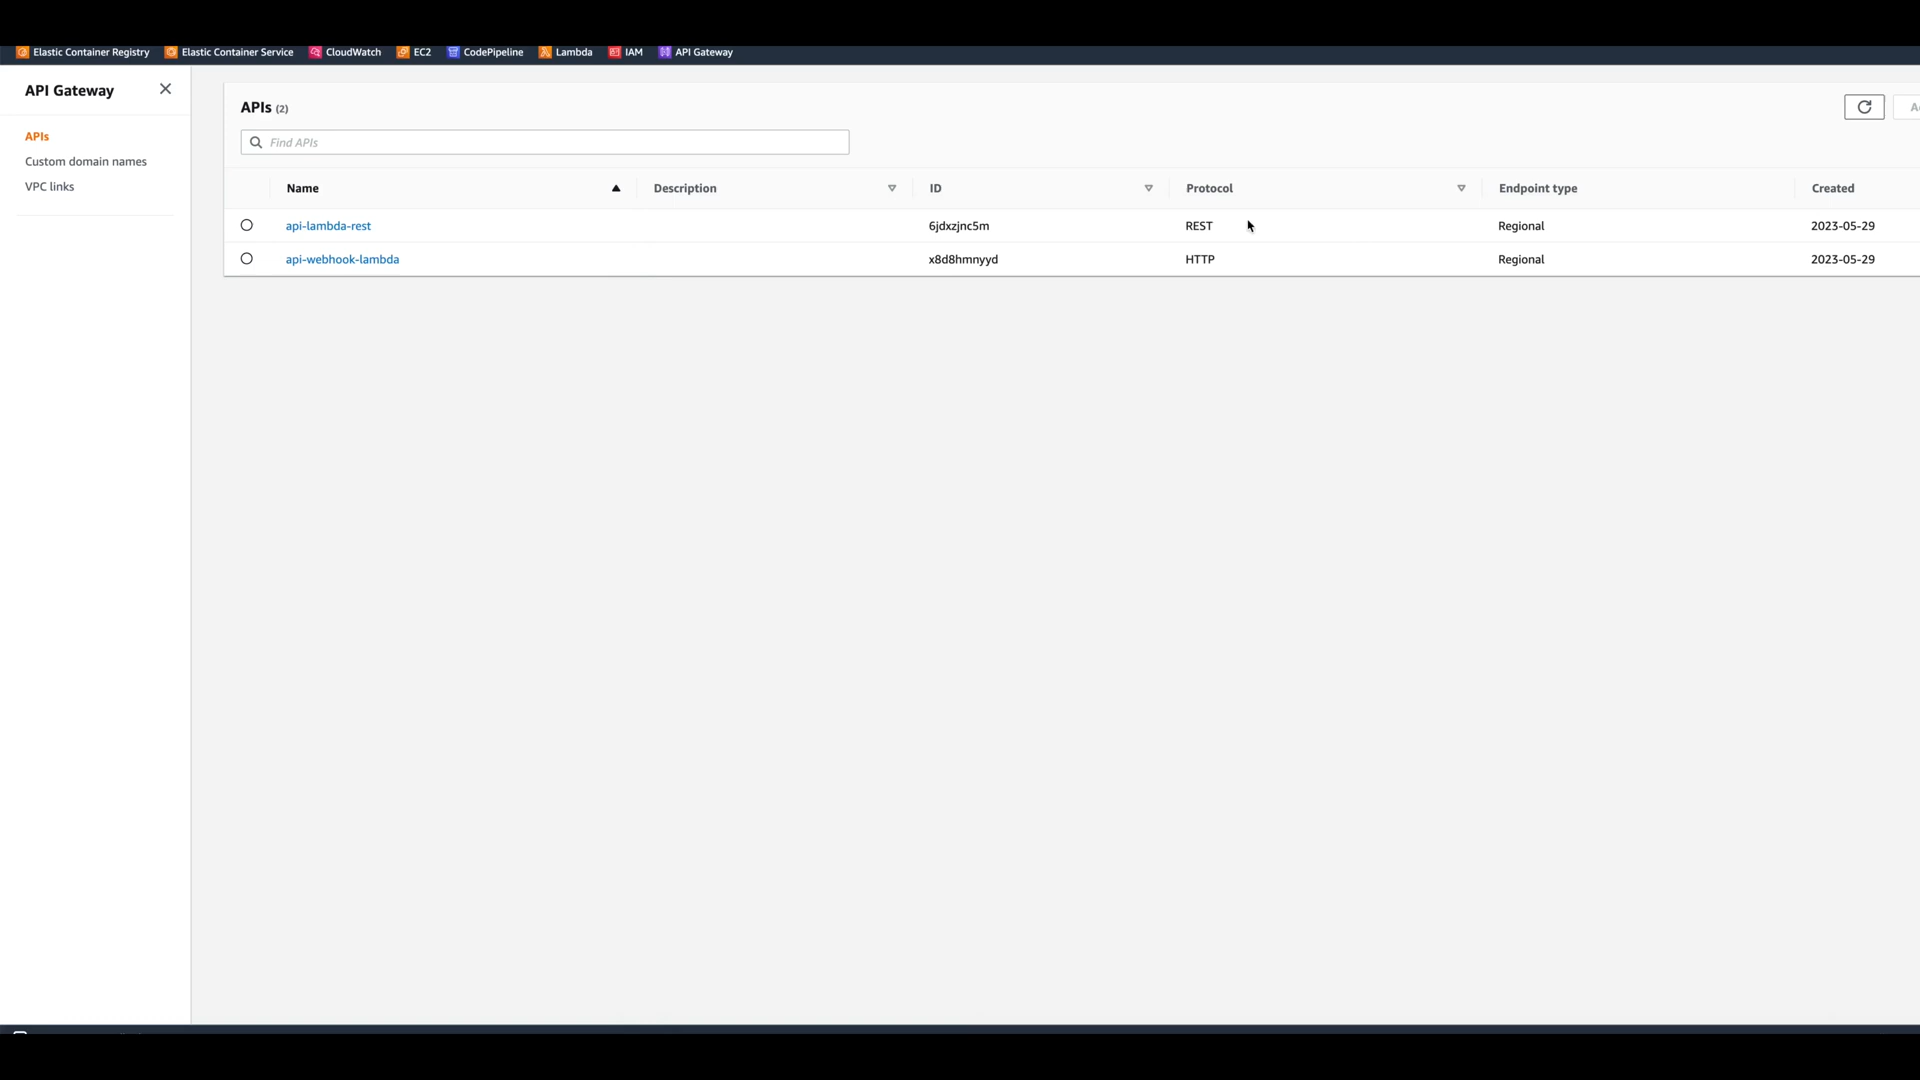 Elastic Container Registry Elastic Container Service CloudWatch EC2 CodePipeline Lambda IAM API Gateway
API Gateway
APIs
Custom domain names
VPC links
APIs (2)
Find APIs
Name Description ID Protocol Endpoint type Created
api-lambda-rest 6jdxzjnc5m REST Regional 2023-05-29
api-webhook-lambda x8d8hmnyyd HTTP Regional 2023-05-29